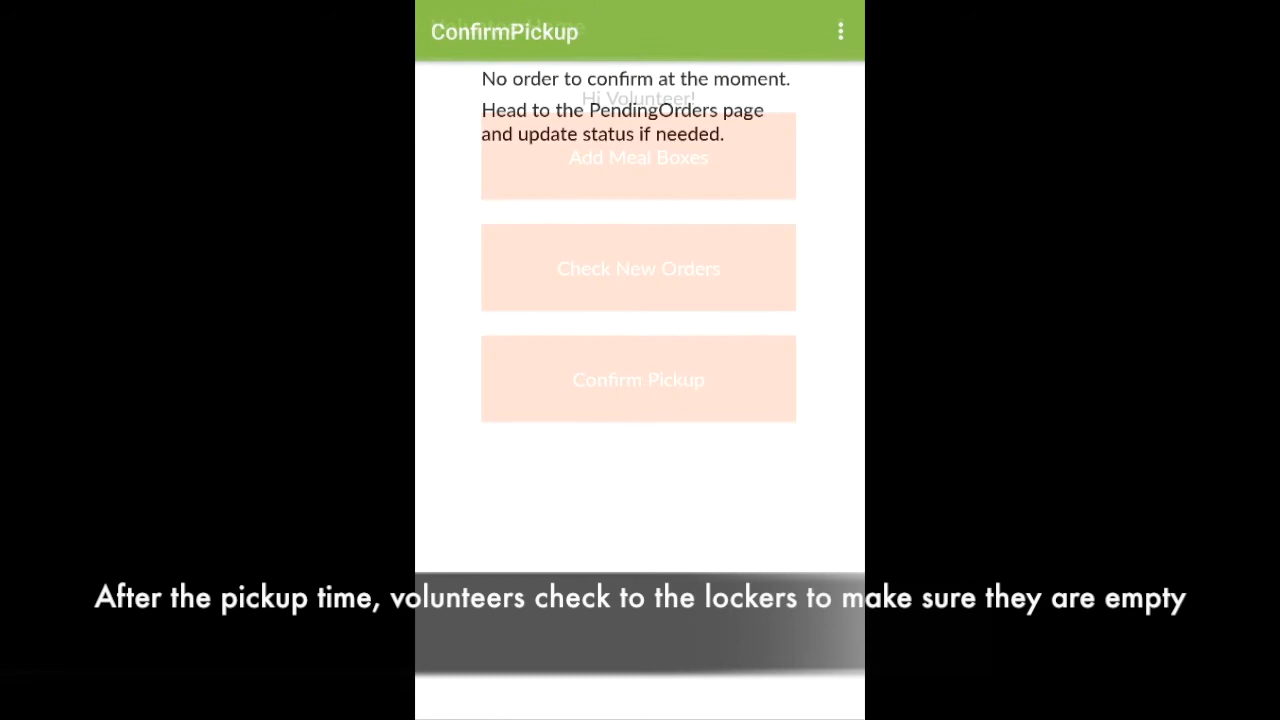 ConfirmPickup
No order to confirm at the moment.
Hi Volunteer!
Head to the PendingOrders page
and update status if needed.
Add Meal Boxes
Check New Orders
Confirm Pickup
After the pickup time, volunteers check to the lockers to make sure they are empty